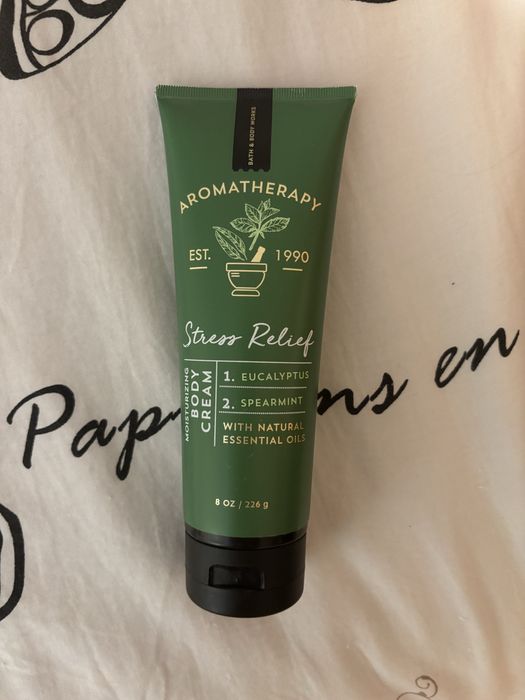 BATH & BODY WORKS
AROMATHERAPY
EST. 1990
Stress Relief
MOISTURIZING
BODY
CREAM
1. EUCALYPTUS
2. SPEARMINT
WITH NATURAL
ESSENTIAL OILS
8 OZ / 226 g
en